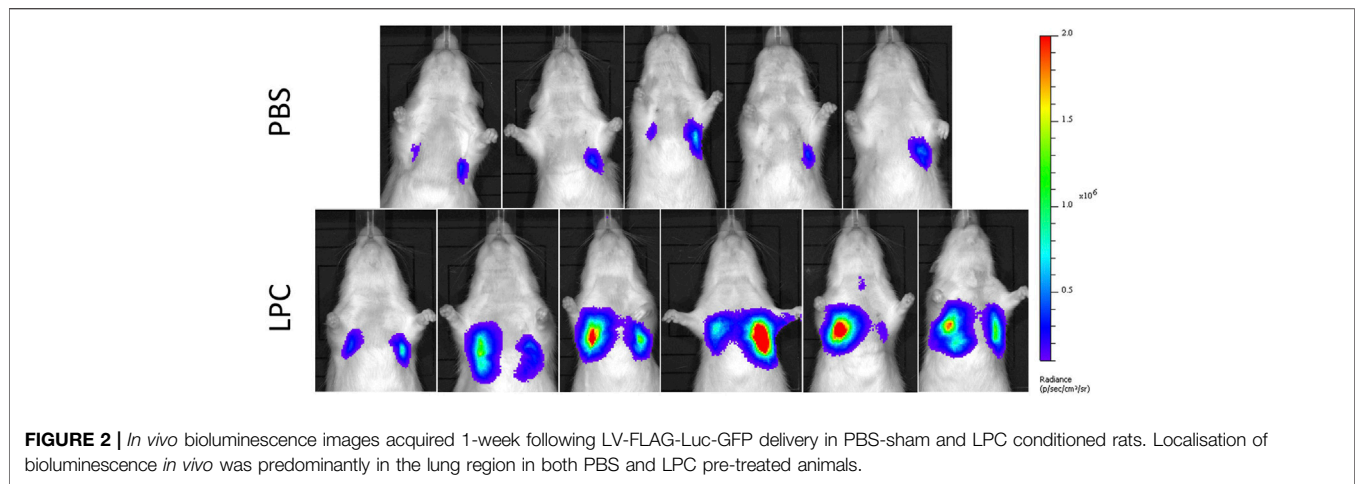 PBS
LPC
2.0
1.5
1.0
x10⁶
0.5
Radiance
(p/sec/cm²/sr)
FIGURE 2 | In vivo bioluminescence images acquired 1-week following LV-FLAG-Luc-GFP delivery in PBS-sham and LPC conditioned rats. Localisation of
bioluminescence in vivo was predominantly in the lung region in both PBS and LPC pre-treated animals.